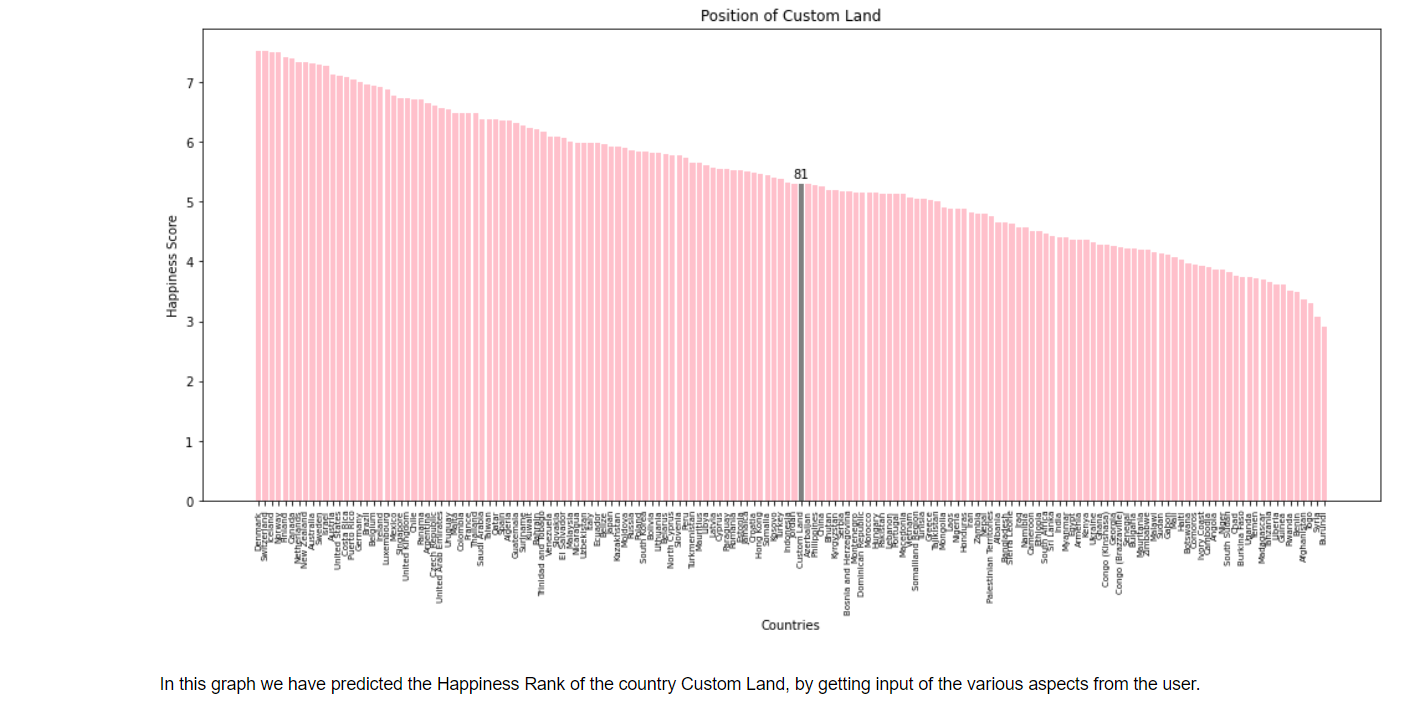 Position of Custom Land
Happiness Score
7
6
5
4
3
2
1
0
81
Denmark
Switzerland
Iceland
Norway
Finland
Canada
Netherlands
New Zealand
Australia
Sweden
Israel
Austria
United States
Costa Rica
Puerto Rico
Germany
Brazil
Belgium
Ireland
Luxembourg
Mexico
Singapore
United Kingdom
Chile
Panama
Argentina
Czech Republic
United Arab Emirates
Uruguay
Malta
Colombia
France
Thailand
Saudi Arabia
Taiwan
Qatar
Spain
Algeria
Guatemala
Suriname
Kuwait
Bahrain
Trinidad and Tobago
Venezuela
Slovakia
El Salvador
Malaysia
Nicaragua
Uzbekistan
Italy
Ecuador
Belize
Japan
Kazakhstan
Moldova
Russia
Poland
South Korea
Bolivia
Lithuania
Belarus
North Cyprus
Slovenia
Peru
Turkmenistan
Mauritius
Libya
Latvia
Cyprus
Paraguay
Romania
Estonia
Jamaica
Croatia
Hong Kong
Somalia
Kosovo
Turkey
Indonesia
Jordan
Custom Land
Azerbaijan
Philippines
China
Bhutan
Kyrgyzstan
Serbia
Bosnia and Herzegovina
Montenegro
Dominican Republic
Morocco
Hungary
Pakistan
Lebanon
Portugal
Macedonia
Vietnam
Somaliland Region
Tunisia
Greece
Tajikistan
Mongolia
Laos
Nigeria
Honduras
Iran
Zambia
Nepal
Palestinian Territories
Albania
Bangladesh
Sierra Leone
Iraq
Namibia
Cameroon
Ethiopia
South Africa
Sri Lanka
India
Myanmar
Egypt
Armenia
Kenya
Ukraine
Ghana
Congo (Kinshasa)
Georgia
Congo (Brazzaville)
Senegal
Bulgaria
Mauritania
Zimbabwe
Malawi
Sudan
Gabon
Mali
Haiti
Botswana
Comoros
Ivory Coast
Cambodia
Angola
Niger
South Sudan
Chad
Burkina Faso
Uganda
Yemen
Madagascar
Tanzania
Liberia
Guinea
Rwanda
Benin
Afghanistan
Togo
Syria
Burundi
Countries
In this graph we have predicted the Happiness Rank of the country Custom Land, by getting input of the various aspects from the user.